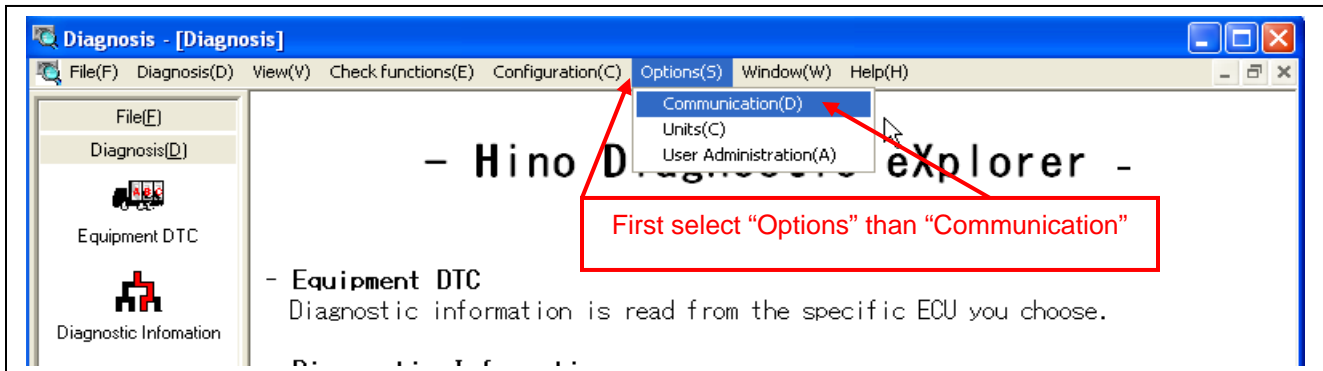 Diagnosis - [Diagnosis]
File(F) Diagnosis(D) View(V) Check functions(E) Configuration(C) Options(S) Window(W) Help(H)
Communication(D)
Units(C)
User Administration(A)
File(F)
Diagnosis(D)
Equipment DTC
Diagnostic Infomation
– Hino eXplorer -
First select “Options” than “Communication”
- Equipment DTC
Diagnostic information is read from the specific ECU you choose.